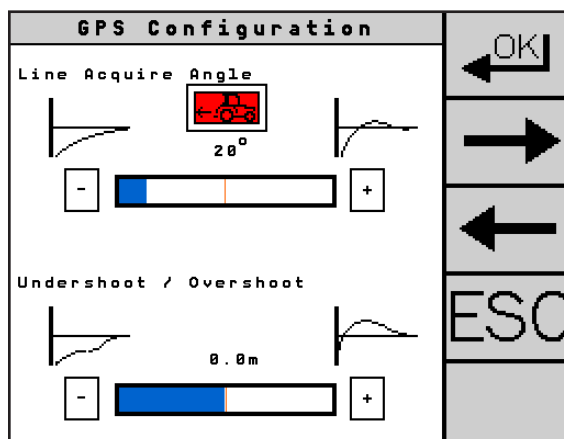 GPS Configuration
OK
Line Acquire Angle
20°
- +
ESC
Undershoot / Overshoot
0.0m
- +